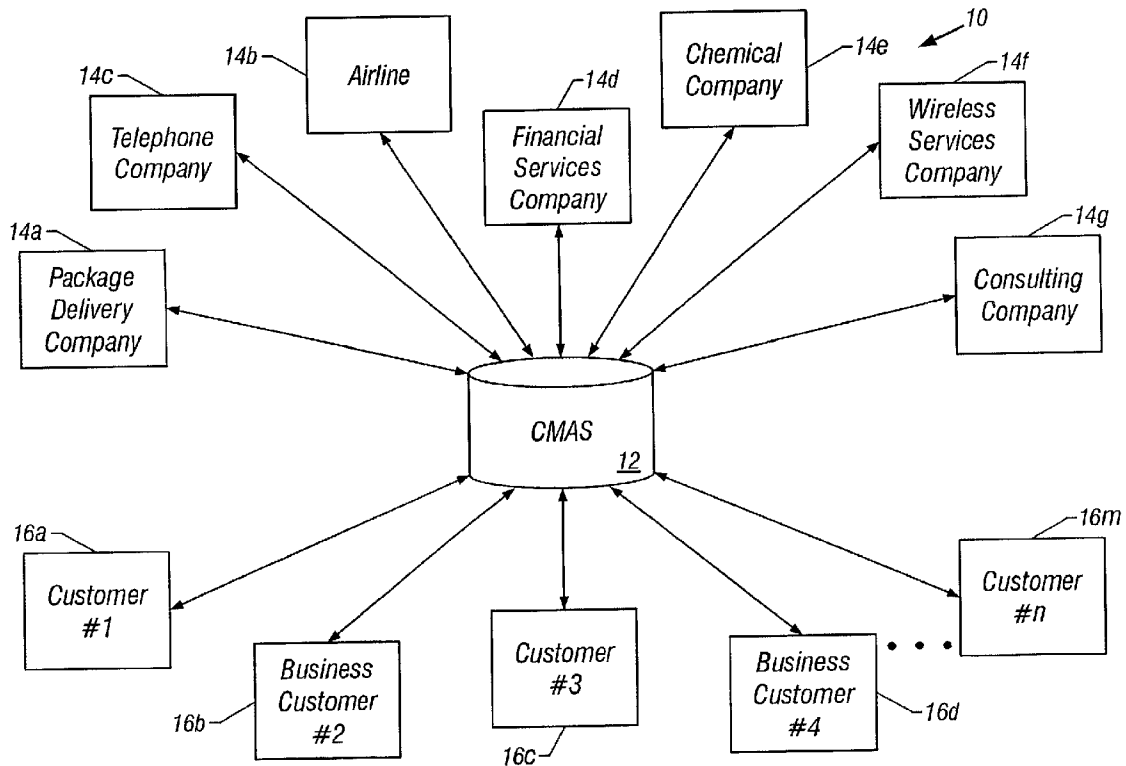 10
14b
Airline
14e
Chemical
Company
14c
Telephone
Company
14d
Financial
Services
Company
14f
Wireless
Services
Company
14a
Package
Delivery
Company
14g
Consulting
Company
CMAS
12
16a
Customer
#1
16b
Business
Customer
#2
16c
Customer
#3
16d
Business
Customer
#4
16m
Customer
#n